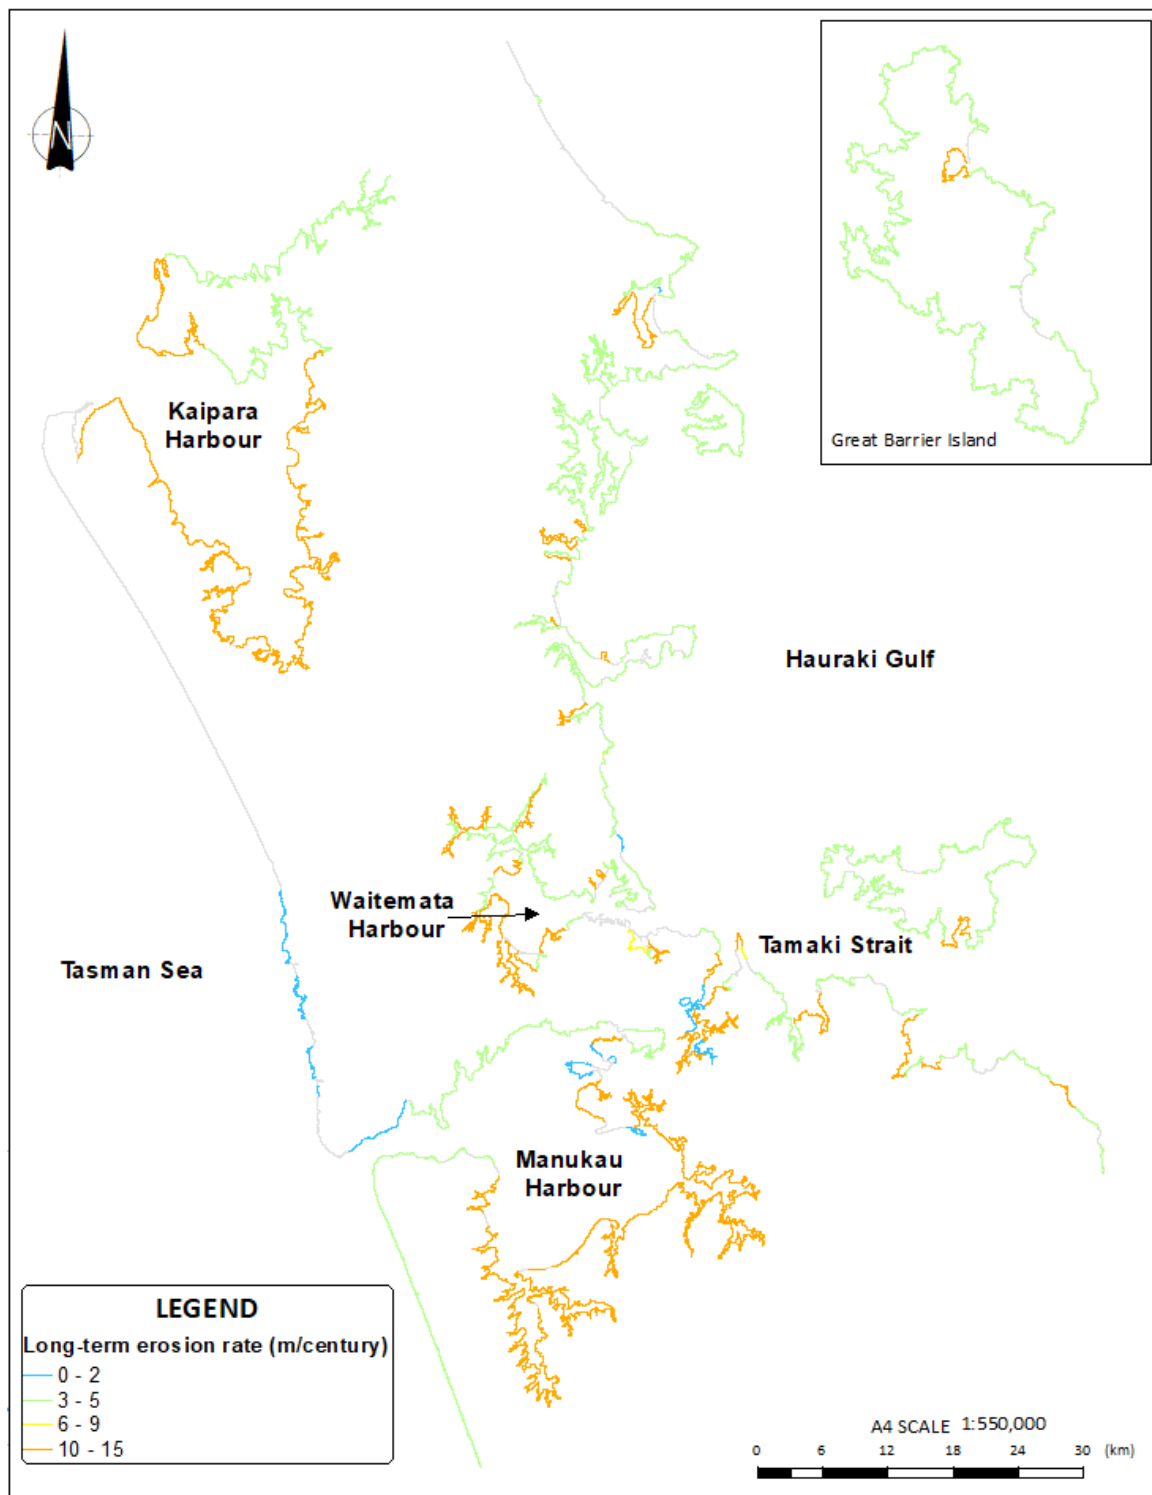 N
Great Barrier Island
Kaipara
Harbour
Hauraki Gulf
Waitemata
Harbour
Tamaki Strait
Tasman Sea
Manukau
Harbour
LEGEND
Long-term erosion rate (m/century)
0 - 2
3 - 5
6 - 9
10 - 15
A4 SCALE 1:550,000
0 6 12 18 24 30 (km)